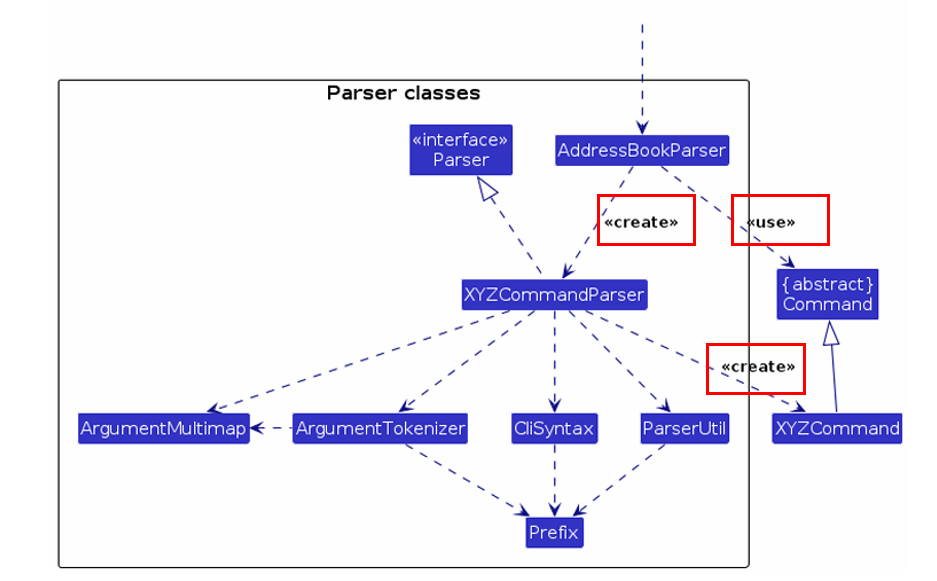 Parser classes
«interface»
Parser
AddressBookParser
«create»
«use»
{abstract}
Command
XYZCommandParser
«create»
ArgumentMultimap
ArgumentTokenizer
CliSyntax
ParserUtil
XYZCommand
Prefix